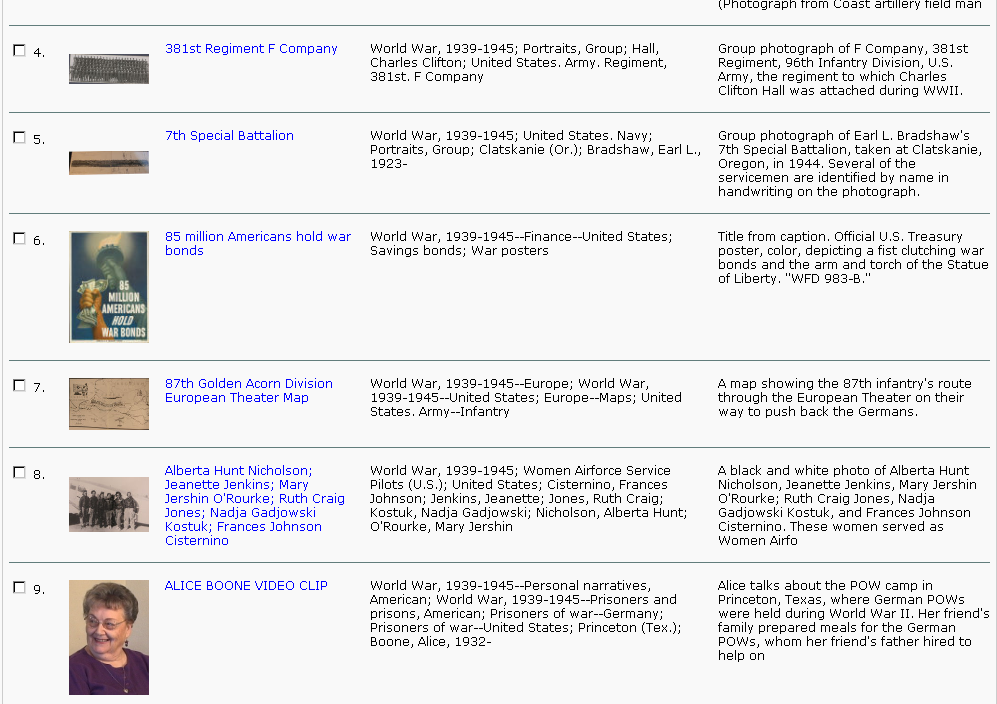 (Photograph from Coast artillery field man
4.
381st Regiment F Company
World War, 1939-1945; Portraits, Group; Hall,
Charles Clifton; United States. Army. Regiment,
381st. F Company
Group photograph of F Company, 381st
Regiment, 96th Infantry Division, U.S.
Army, the regiment to which Charles
Clifton Hall was attached during WWII.
5.
7th Special Battalion
World War, 1939-1945; United States. Navy;
Portraits, Group; Clatskanie (Or.); Bradshaw, Earl L.,
1923-
Group photograph of Earl L. Bradshaw's
7th Special Battalion, taken at Clatskanie,
Oregon, in 1944. Several of the
servicemen are identified by name in
handwriting on the photograph.
6.
85
MILLION
AMERICANS
HOLD
WAR BONDS
85 million Americans hold war
bonds
World War, 1939-1945--Finance--United States;
Savings bonds; War posters
Title from caption. Official U.S. Treasury
poster, color, depicting a fist clutching war
bonds and the arm and torch of the Statue
of Liberty. "WFD 983-B."
7.
87th Golden Acorn Division
European Theater Map
World War, 1939-1945--Europe; World War,
1939-1945--United States; Europe--Maps; United
States. Army--Infantry
A map showing the 87th infantry's route
through the European Theater on their
way to push back the Germans.
8.
Alberta Hunt Nicholson;
Jeanette Jenkins; Mary
Jershin O'Rourke; Ruth Craig
Jones; Nadja Gadjowski
Kostuk; Frances Johnson
Cisternino
World War, 1939-1945; Women Airforce Service
Pilots (U.S.); United States; Cisternino, Frances
Johnson; Jenkins, Jeanette; Jones, Ruth Craig;
Kostuk, Nadja Gadjowski; Nicholson, Alberta Hunt;
O'Rourke, Mary Jershin
A black and white photo of Alberta Hunt
Nicholson, Jeanette Jenkins, Mary Jershin
O'Rourke; Ruth Craig Jones, Nadja
Gadjowski Kostuk, and Frances Johnson
Cisternino. These women served as
Women Airfo
9.
ALICE BOONE VIDEO CLIP
World War, 1939-1945--Personal narratives,
American; World War, 1939-1945--Prisoners and
prisons, American; Prisoners of war--Germany;
Prisoners of war--United States; Princeton (Tex.);
Boone, Alice, 1932-
Alice talks about the POW camp in
Princeton, Texas, where German POWs
were held during World War II. Her friend's
family prepared meals for the German
POWs, whom her friend's father hired to
help on